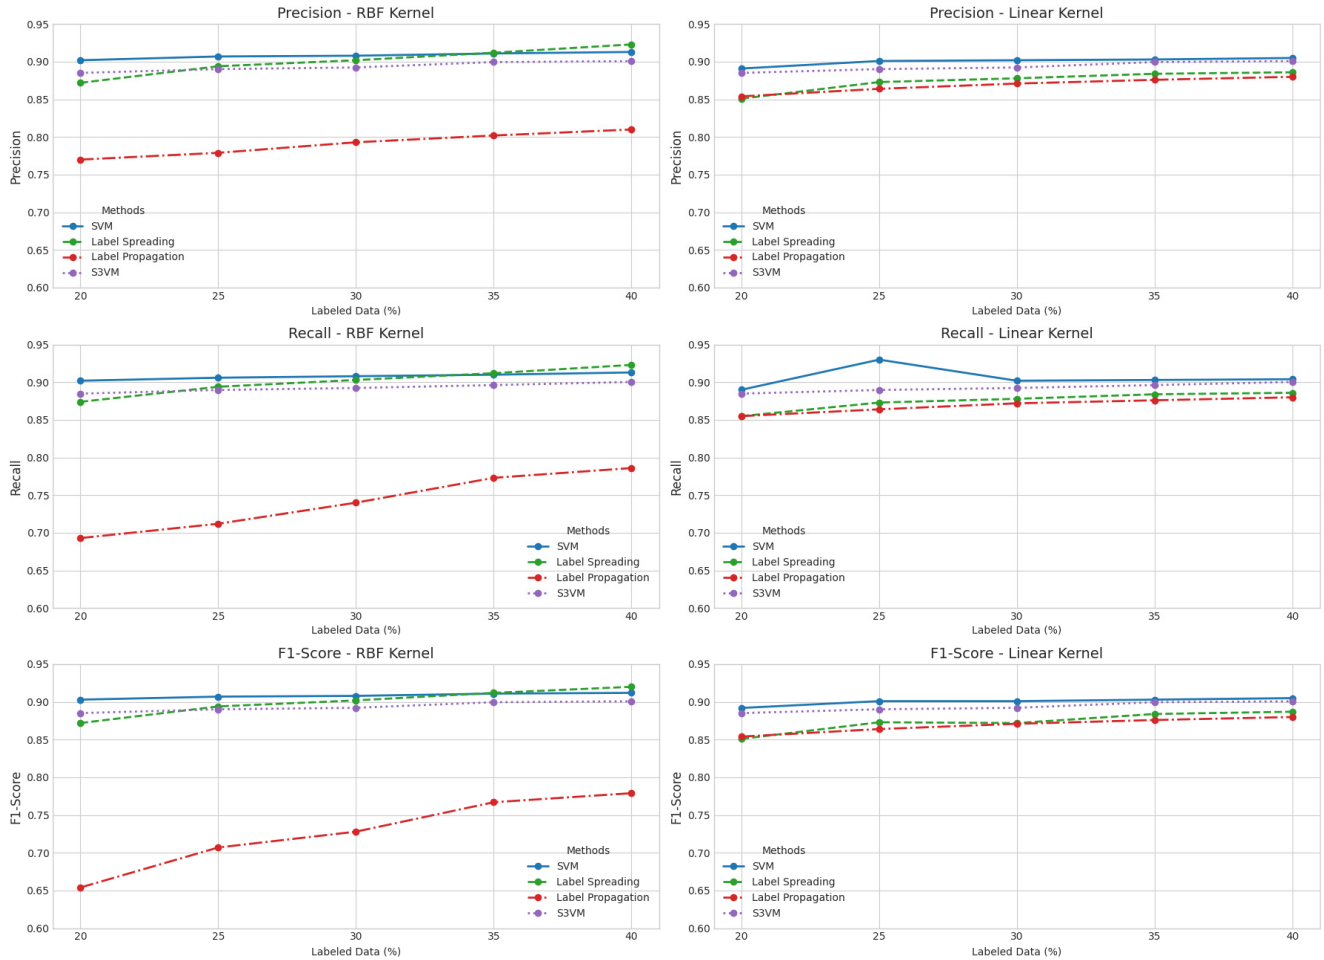 Precision - RBF Kernel
Precision
0.95
0.90
0.85
0.80
0.75
0.70
0.65
0.60
Methods
SVM
Label Spreading
Label Propagation
S3VM
20 25 30 35 40
Labeled Data (%)
Precision - Linear Kernel
Precision
0.95
0.90
0.85
0.80
0.75
0.70
0.65
0.60
Methods
SVM
Label Spreading
Label Propagation
S3VM
20 25 30 35 40
Labeled Data (%)
Recall - RBF Kernel
Recall
0.95
0.90
0.85
0.80
0.75
0.70
0.65
0.60
Methods
SVM
Label Spreading
Label Propagation
S3VM
20 25 30 35 40
Labeled Data (%)
Recall - Linear Kernel
Recall
0.95
0.90
0.85
0.80
0.75
0.70
0.65
0.60
Methods
SVM
Label Spreading
Label Propagation
S3VM
20 25 30 35 40
Labeled Data (%)
F1-Score - RBF Kernel
F1-Score
0.95
0.90
0.85
0.80
0.75
0.70
0.65
0.60
Methods
SVM
Label Spreading
Label Propagation
S3VM
20 25 30 35 40
Labeled Data (%)
F1-Score - Linear Kernel
F1-Score
0.95
0.90
0.85
0.80
0.75
0.70
0.65
0.60
Methods
SVM
Label Spreading
Label Propagation
S3VM
20 25 30 35 40
Labeled Data (%)